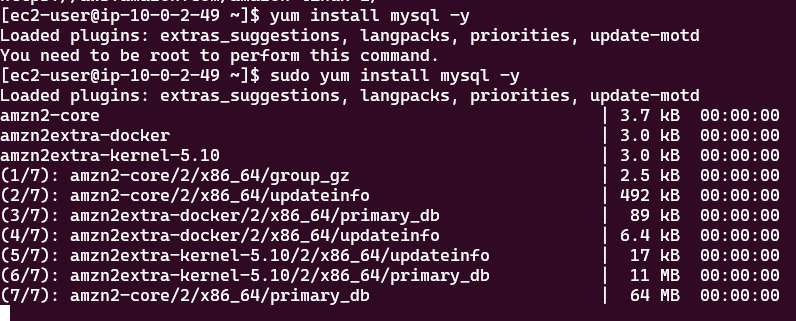 [ec2-user@ip-10-0-2-49 ~]$ yum install mysql -y
Loaded plugins: extras_suggestions, langpacks, priorities, update-motd
You need to be root to perform this command.
[ec2-user@ip-10-0-2-49 ~]$ sudo yum install mysql -y
Loaded plugins: extras_suggestions, langpacks, priorities, update-motd
amzn2-core | 3.7 kB 00:00:00
amzn2extra-docker | 3.0 kB 00:00:00
amzn2extra-kernel-5.10 | 3.0 kB 00:00:00
(1/7): amzn2-core/2/x86_64/group_gz | 2.5 kB 00:00:00
(2/7): amzn2-core/2/x86_64/updateinfo | 492 kB 00:00:00
(3/7): amzn2extra-docker/2/x86_64/primary_db | 89 kB 00:00:00
(4/7): amzn2extra-docker/2/x86_64/updateinfo | 6.4 kB 00:00:00
(5/7): amzn2extra-kernel-5.10/2/x86_64/updateinfo | 17 kB 00:00:00
(6/7): amzn2extra-kernel-5.10/2/x86_64/primary_db | 11 MB 00:00:00
(7/7): amzn2-core/2/x86_64/primary_db | 64 MB 00:00:00